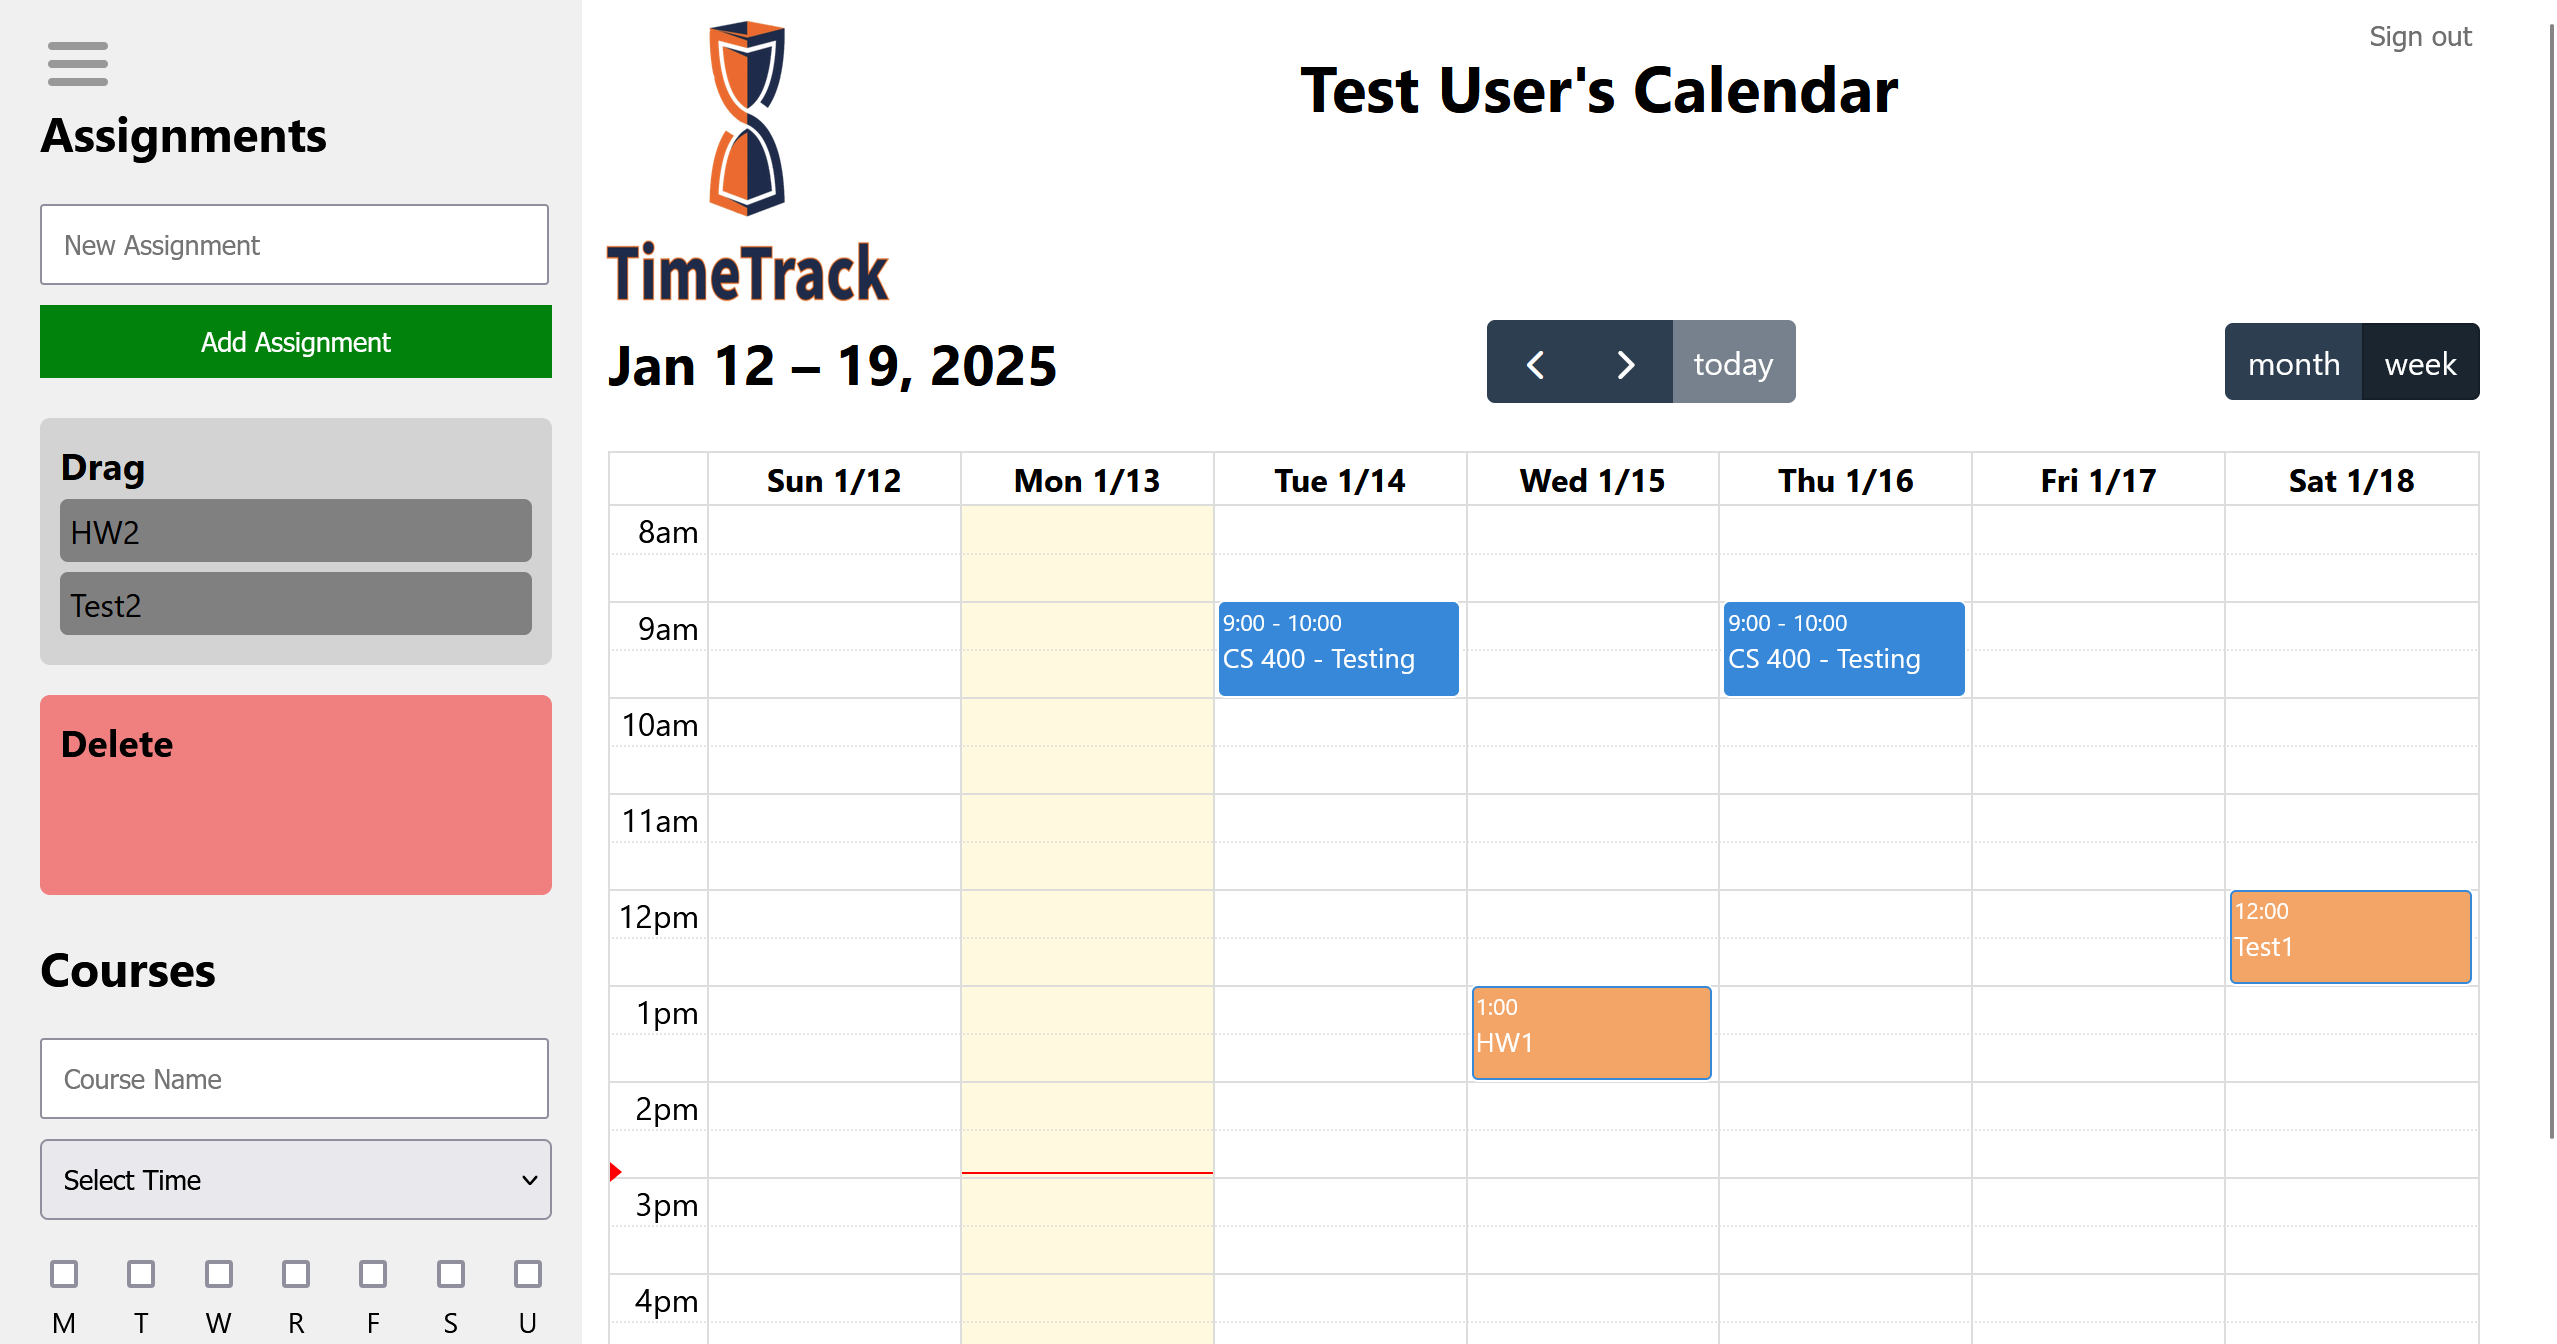 Assignments
New Assignment
Add Assignment
Drag
HW2
Test2
Delete
Courses
Course Name
Select Time
M T W R F S U
TimeTrack
Test User's Calendar
Sign out
Jan 12 – 19, 2025
today
month week
Sun 1/12 Mon 1/13 Tue 1/14 Wed 1/15 Thu 1/16 Fri 1/17 Sat 1/18
8am
9am
9:00 - 10:00
CS 400 - Testing
9:00 - 10:00
CS 400 - Testing
10am
11am
12pm
12:00
Test1
1pm
1:00
HW1
2pm
3pm
4pm